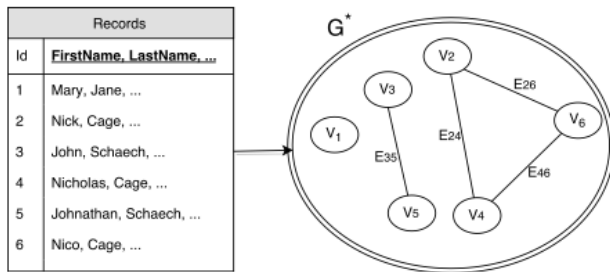 Records
Id FirstName, LastName, ...
1 Mary, Jane, ...
2 Nick, Cage, ...
3 John, Schaech, ...
4 Nicholas, Cage, ...
5 Johnathan, Schaech, ...
6 Nico, Cage, ...
G*
V2
E26
V3
V6
V1
E24
E35
E46
V5
V4